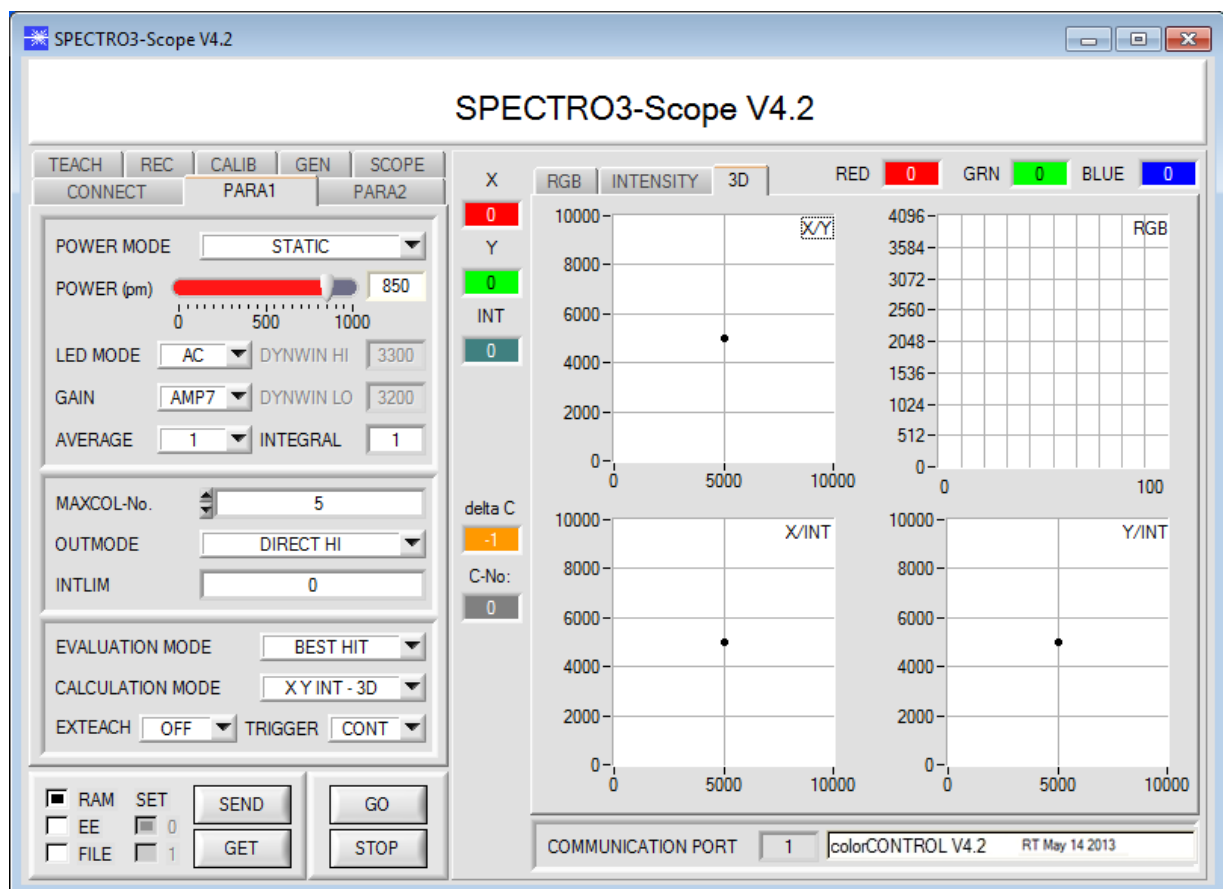 SPECTRO3-Scope V4.2
SPECTRO3-Scope V4.2
TEACH REC CALIB GEN SCOPE
CONNECT PARA1 PARA2
POWER MODE STATIC
POWER (pm) 850
0 500 1000
LED MODE AC DYNWIN HI 3300
GAIN AMP7 DYNWIN LO 3200
AVERAGE 1 INTEGRAL 1
MAXCOL-No. 5
OUTMODE DIRECT HI
INTLIM 0
EVALUATION MODE BEST HIT
CALCULATION MODE X Y INT - 3D
EXTEACH OFF TRIGGER CONT
RAM SET SEND GO
EE 0
FILE 1 GET STOP
X
0
Y
0
INT
0
delta C
-1
C-No:
0
RGB INTENSITY 3D RED 0 GRN 0 BLUE 0
X/Y
10000
8000
6000
4000
2000
0
0 5000 10000
RGB
4096
3584
3072
2560
2048
1536
1024
512
0
0 100
X/INT
10000
8000
6000
4000
2000
0
0 5000 10000
Y/INT
10000
8000
6000
4000
2000
0
0 5000 10000
COMMUNICATION PORT 1 colorCONTROL V4.2 RT May 14 2013